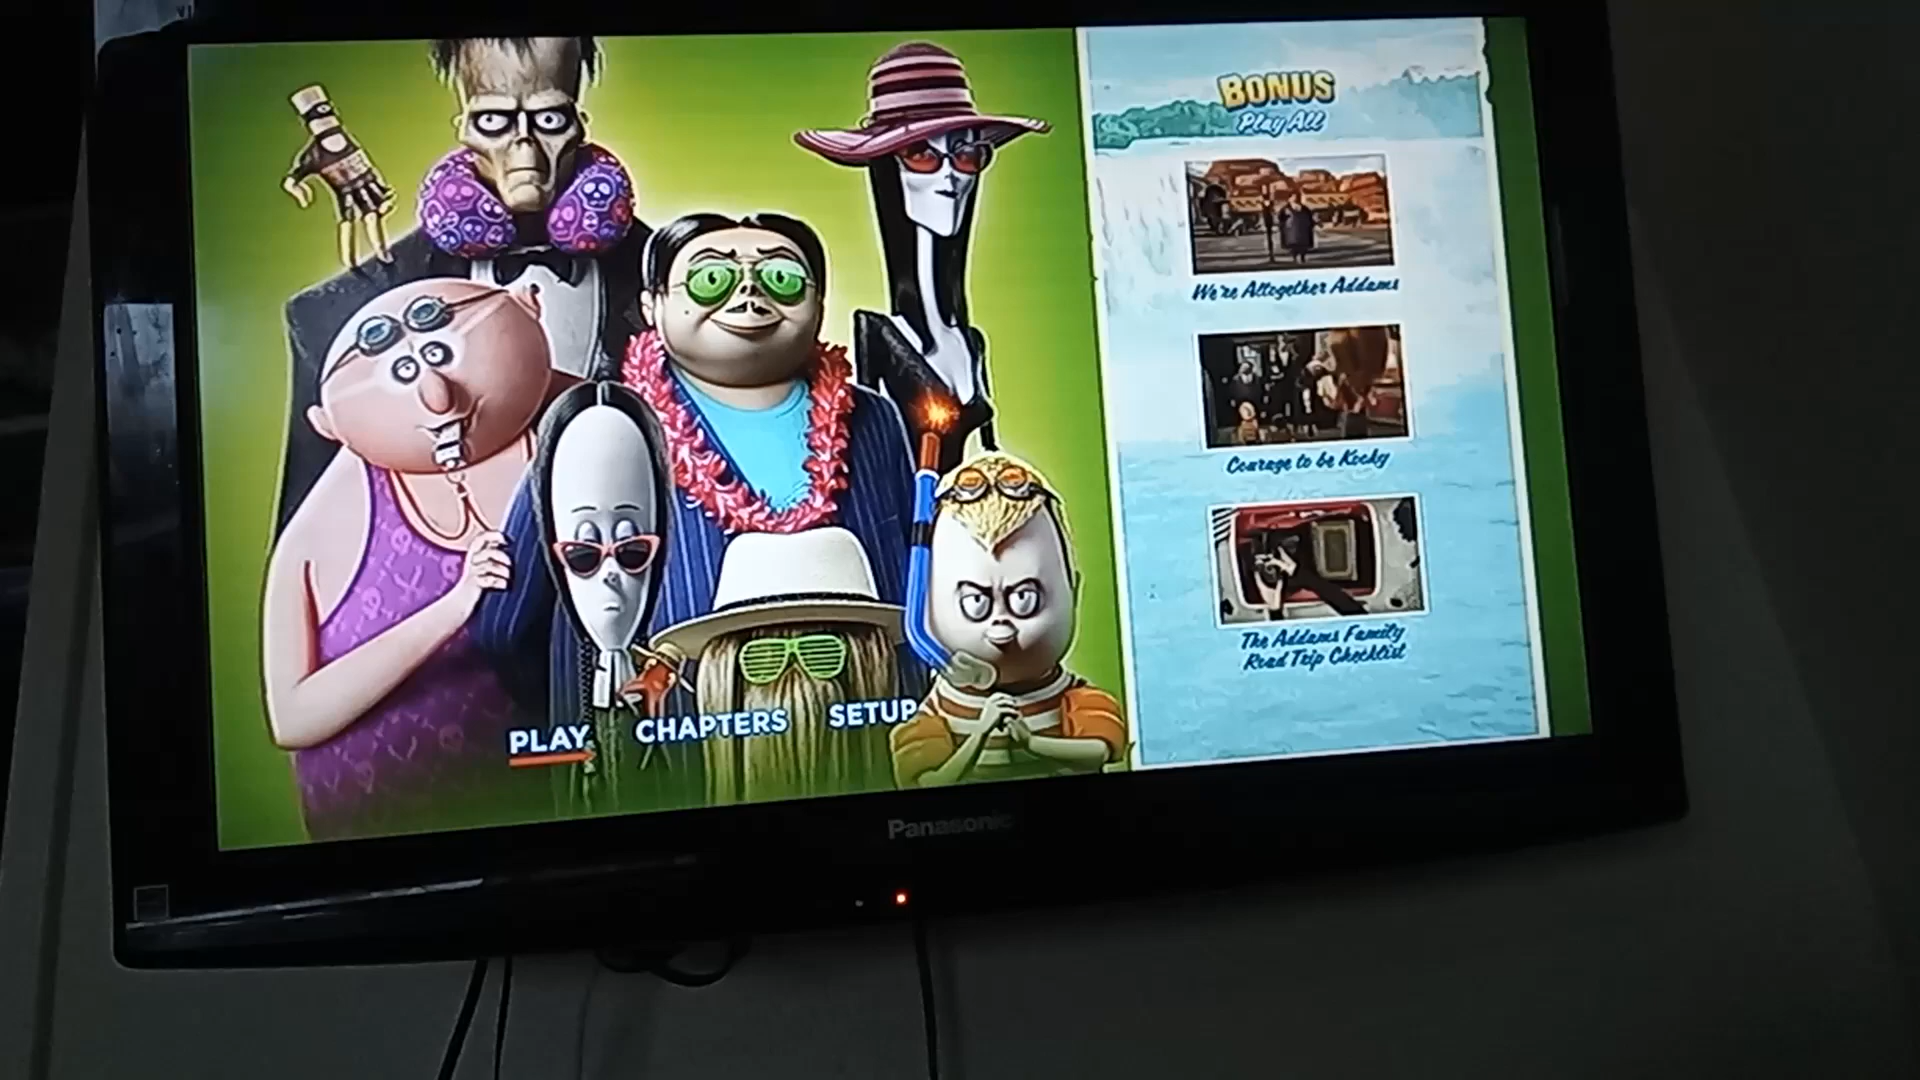 BONUS
Play All
We're Altogether Addams
Courage to be Kooky
The Addams Family
Road Trip Checklist
PLAY
CHAPTERS
SETUP
Panasonic